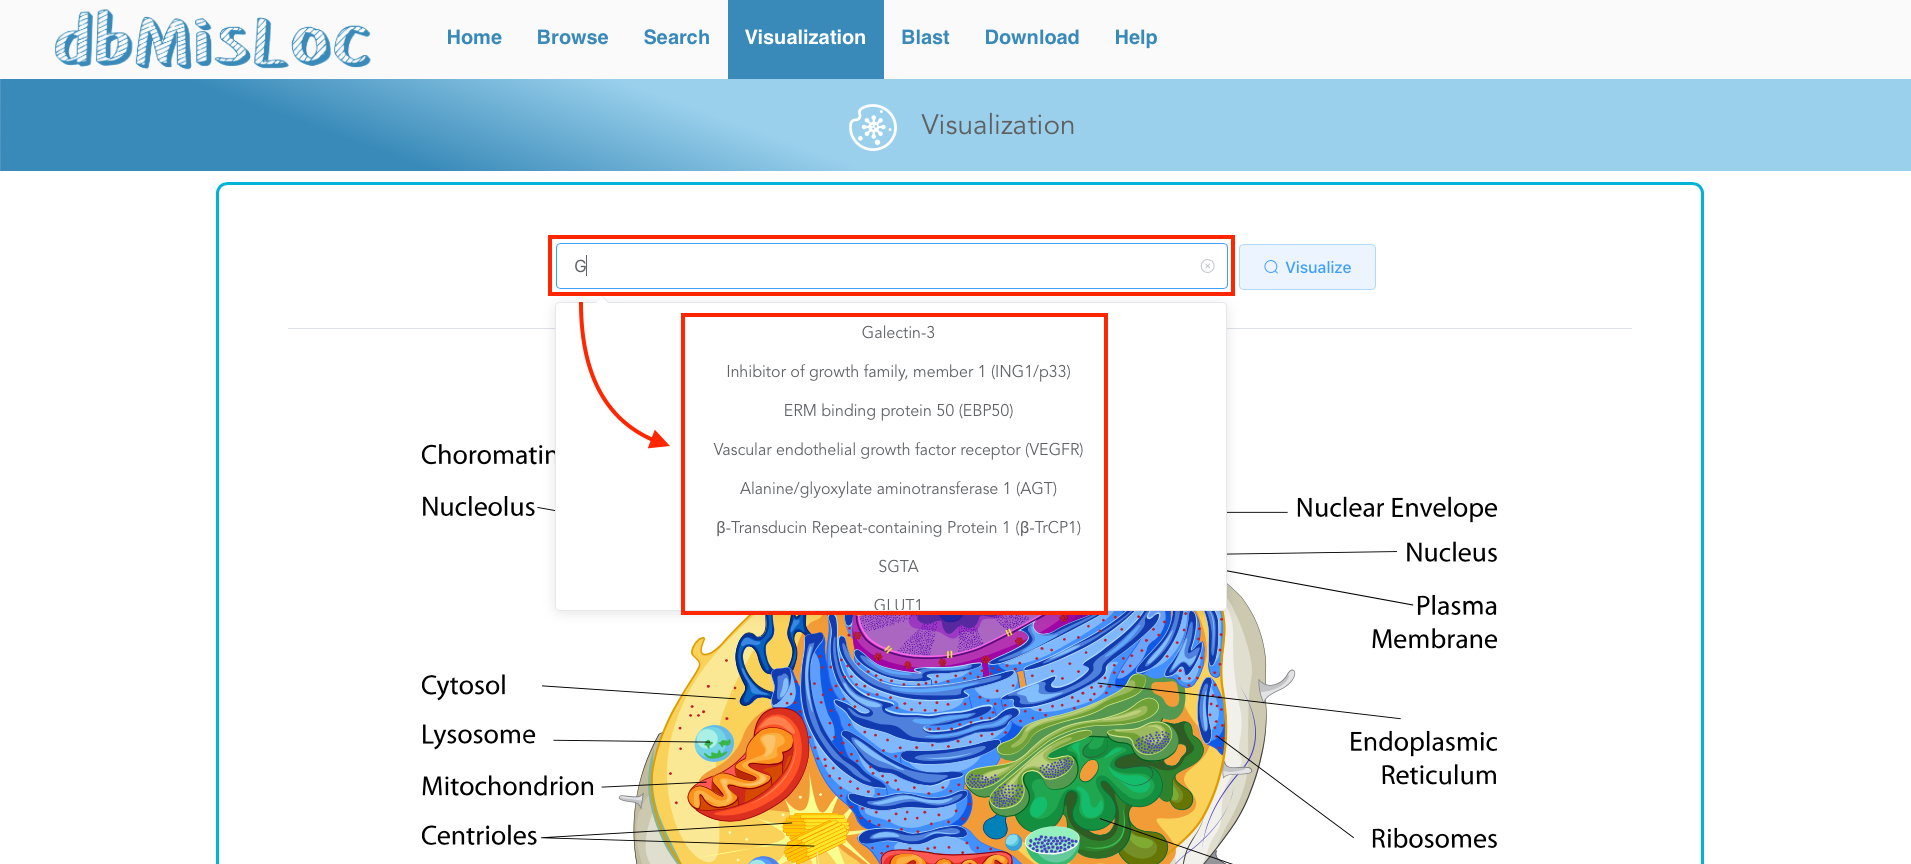 dbMisLoc
Home Browse Search Visualization Blast Download Help
Visualization
G
Visualize
Galectin-3
Inhibitor of growth family, member 1 (ING1/p33)
ERM binding protein 50 (EBP50)
Vascular endothelial growth factor receptor (VEGFR)
Alanine/glyoxylate aminotransferase 1 (AGT)
β-Transducin Repeat-containing Protein 1 (β-TrCP1)
SGTA
GLUT1
Choromatin
Nucleolus
Cytosol
Lysosome
Mitochondrion
Centrioles
Nuclear Envelope
Nucleus
Plasma
Membrane
Endoplasmic
Reticulum
Ribosomes